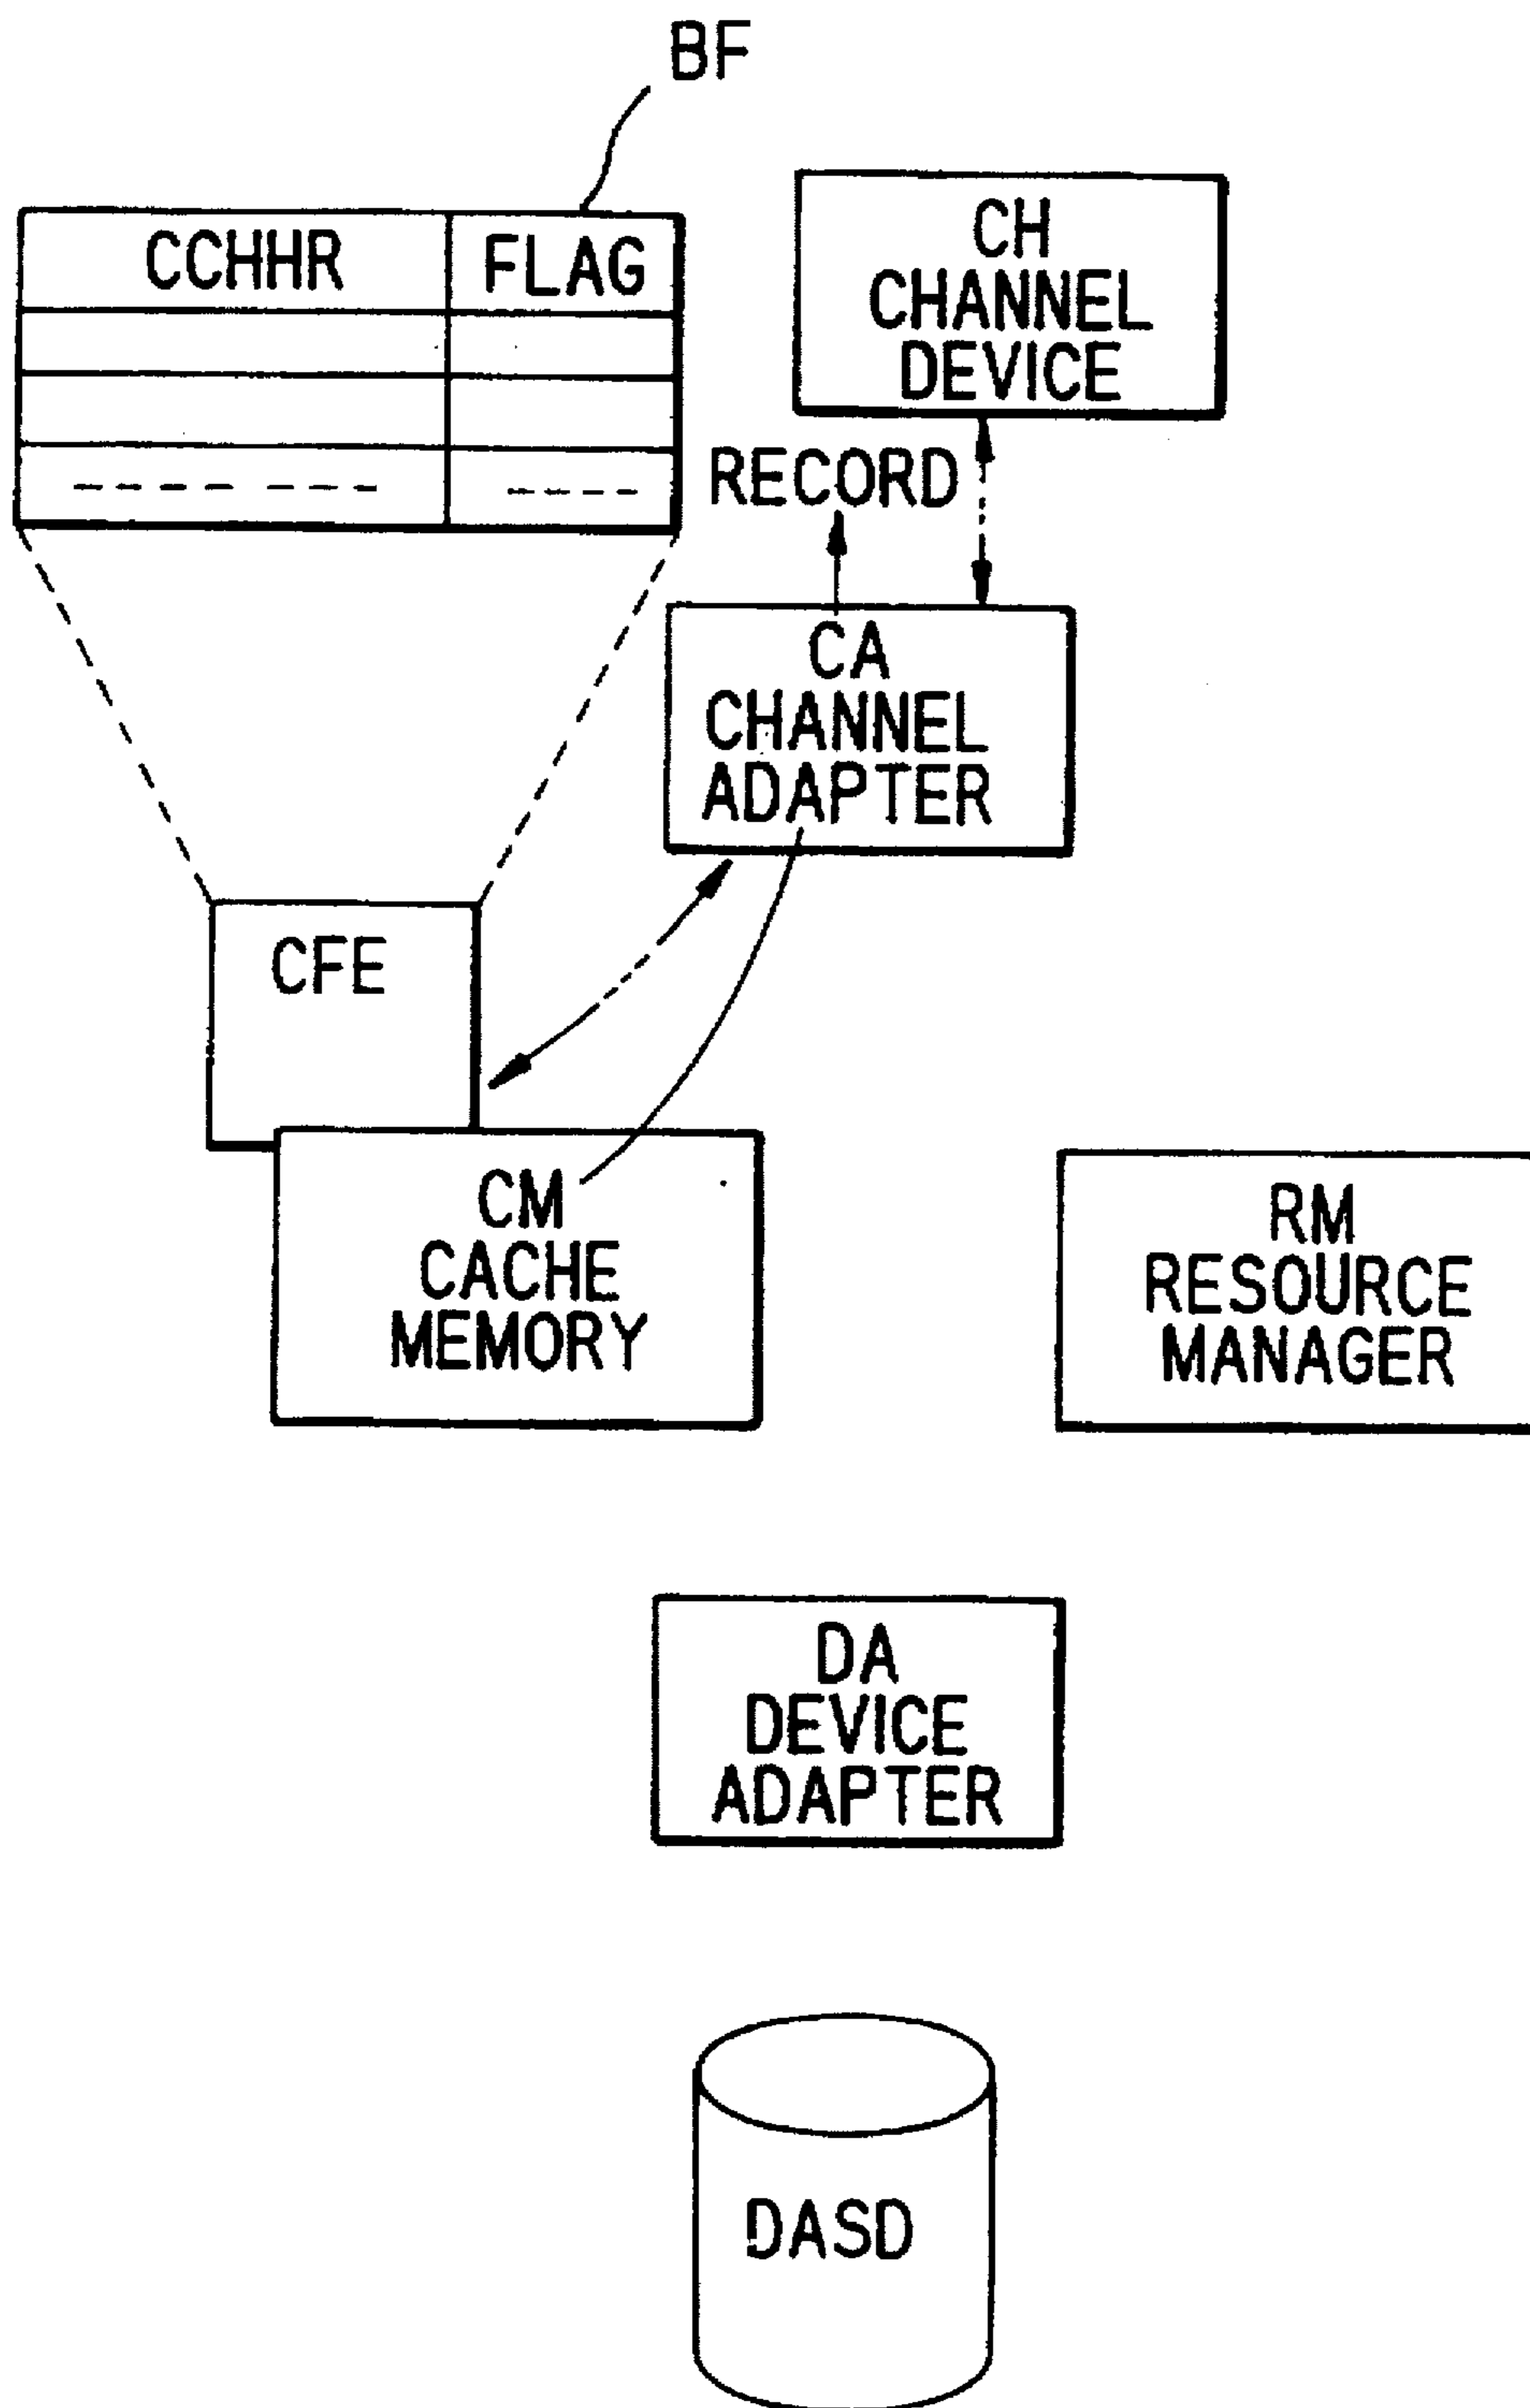 BF
CCHHR FLAG
CH
CHANNEL
DEVICE
RECORD
CA
CHANNEL
ADAPTER
CFE
CM
CACHE
MEMORY
RM
RESOURCE
MANAGER
DA
DEVICE
ADAPTER
DASD